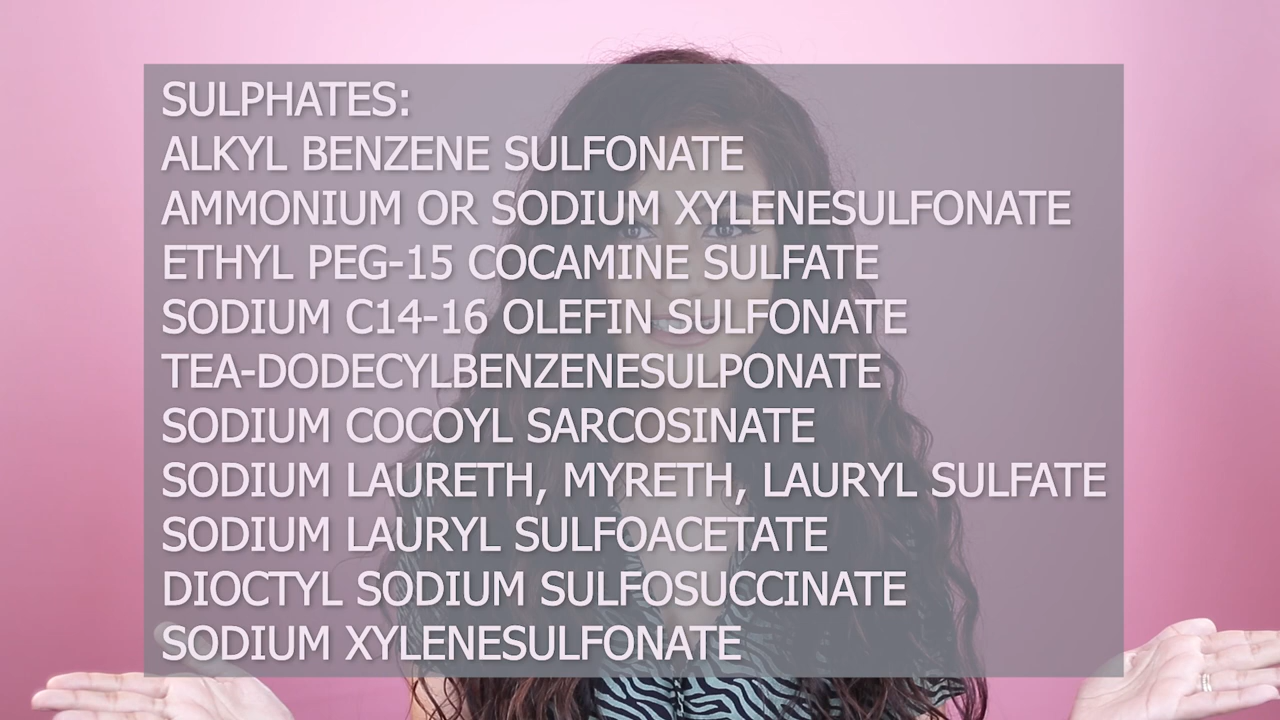 SULPHATES:
ALKYL BENZENE SULFONATE
AMMONIUM OR SODIUM XYLENESULFONATE
ETHYL PEG-15 COCAMINE SULFATE
SODIUM C14-16 OLEFIN SULFONATE
TEA-DODECYLBENZENESULPONATE
SODIUM COCOYL SARCOSINATE
SODIUM LAURETH, MYRETH, LAURYL SULFATE
SODIUM LAURYL SULFOACETATE
DIOCTYL SODIUM SULFOSUCCINATE
SODIUM XYLENESULFONATE